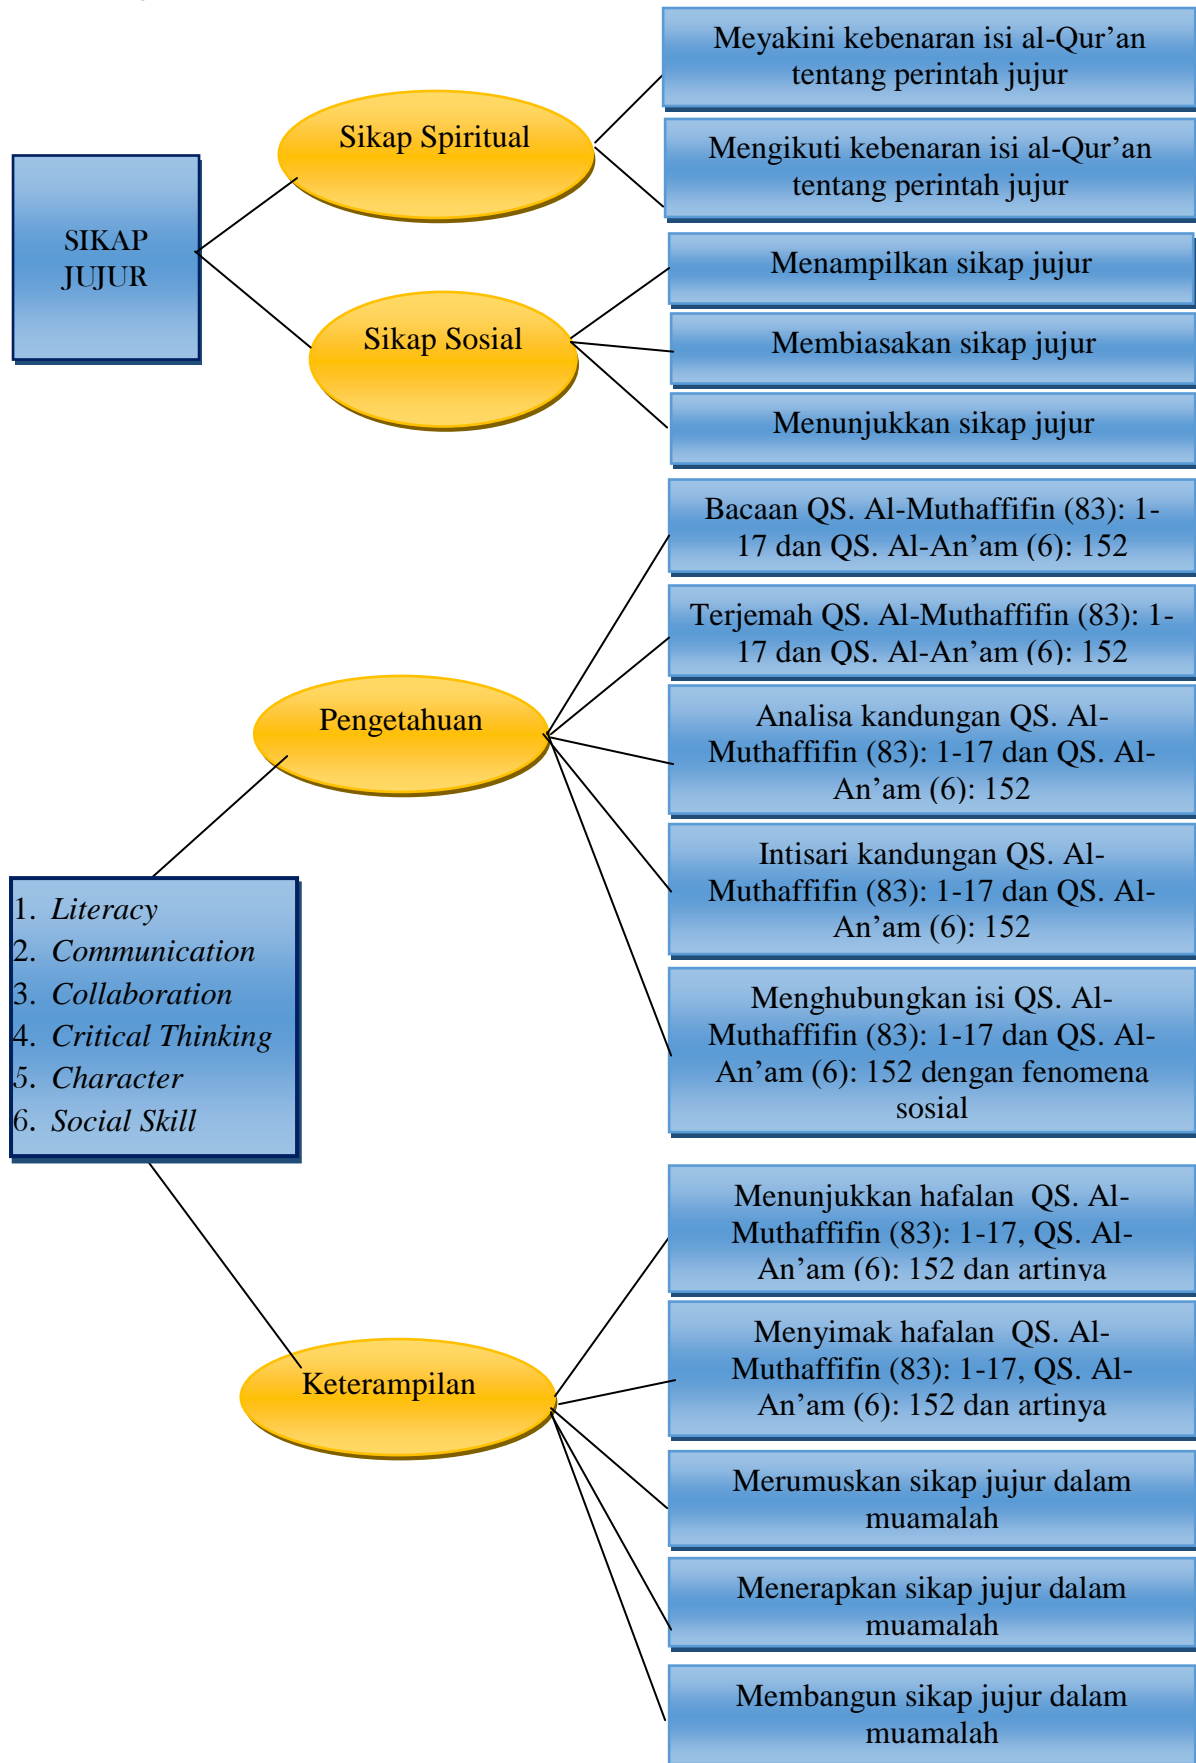 Meyakini kebenaran isi al-Qur’an
tentang perintah jujur
Sikap Spiritual
Mengikuti kebenaran isi al-Qur’an
tentang perintah jujur
SIKAP
JUJUR
Menampilkan sikap jujur
Sikap Sosial
Membiasakan sikap jujur
Menunjukkan sikap jujur
Bacaan QS. Al-Muthaffifin (83): 1-
17 dan QS. Al-An’am (6): 152
Terjemah QS. Al-Muthaffifin (83): 1-
17 dan QS. Al-An’am (6): 152
Pengetahuan
Analisa kandungan QS. Al-
Muthaffifin (83): 1-17 dan QS. Al-
An’am (6): 152
Intisari kandungan QS. Al-
Muthaffifin (83): 1-17 dan QS. Al-
An’am (6): 152
1. Literacy
2. Communication
3. Collaboration
4. Critical Thinking
5. Character
6. Social Skill
Menghubungkan isi QS. Al-
Muthaffifin (83): 1-17 dan QS. Al-
An’am (6): 152 dengan fenomena
sosial
Menunjukkan hafalan  QS. Al-
Muthaffifin (83): 1-17, QS. Al-
An’am (6): 152 dan artinya
Menyimak hafalan  QS. Al-
Muthaffifin (83): 1-17, QS. Al-
An’am (6): 152 dan artinya
Keterampilan
Merumuskan sikap jujur dalam
muamalah
Menerapkan sikap jujur dalam
muamalah
Membangun sikap jujur dalam
muamalah